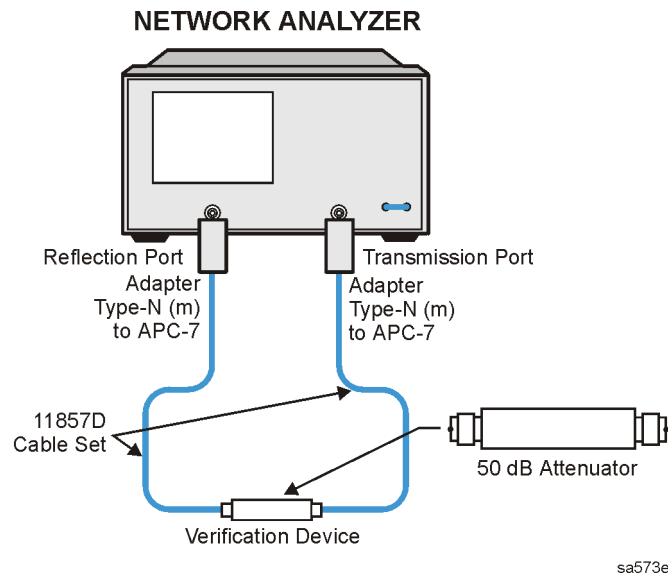 NETWORK ANALYZER
Reflection Port
Adapter
Type-N (m)
to APC-7
Transmission Port
Adapter
Type-N (m)
to APC-7
11857D
Cable Set
50 dB Attenuator
Verification Device
sa573e